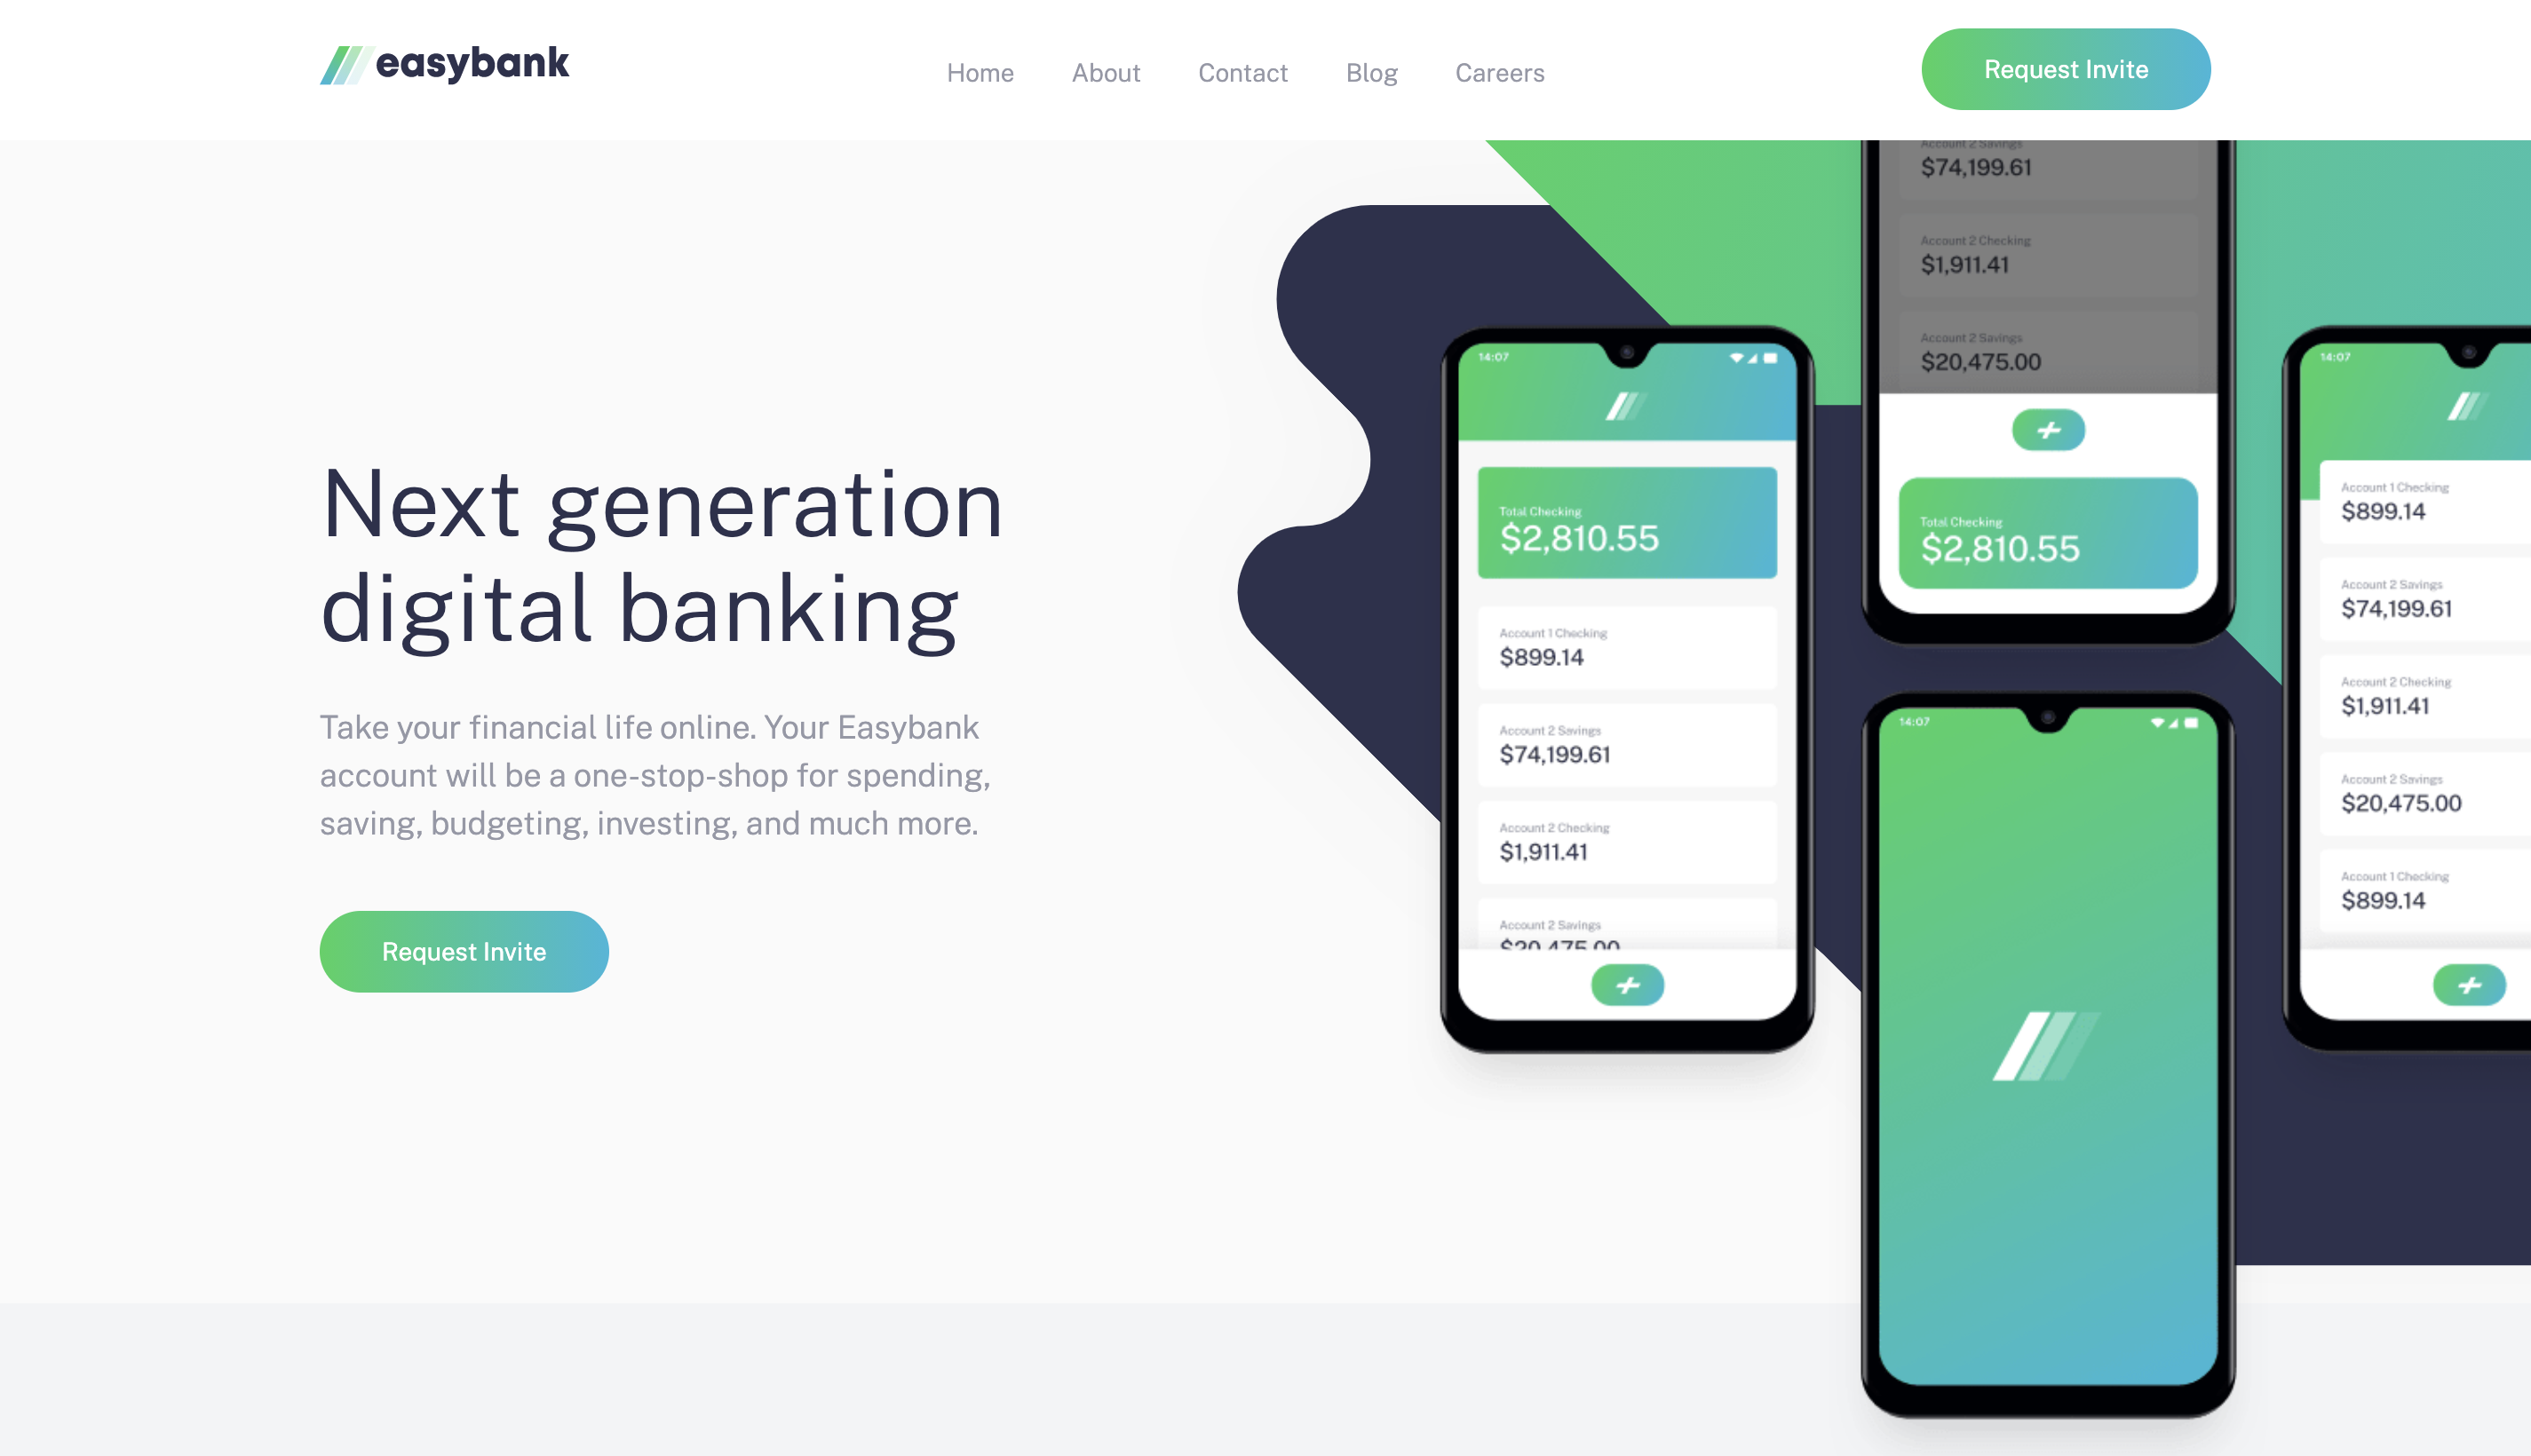 easybank
Home
About
Contact
Blog
Careers
Request Invite
Next generation
digital banking
Take your financial life online. Your Easybank
account will be a one-stop-shop for spending,
saving, budgeting, investing, and much more.
Request Invite
14:07
Total Checking
$2,810.55
Account 1 Checking
$899.14
Account 2 Savings
$74,199.61
Account 2 Checking
$1,911.41
Account 2 Savings
$20,475.00
Account 2 Savings
$74,199.61
Account 2 Checking
$1,911.41
Account 2 Savings
$20,475.00
Total Checking
$2,810.55
14:07
14:07
Account 1 Checking
$899.14
Account 2 Savings
$74,199.61
Account 2 Checking
$1,911.41
Account 2 Savings
$20,475.00
Account 1 Checking
$899.14